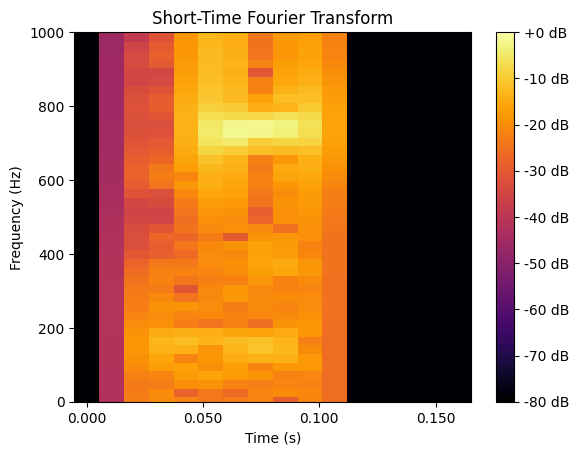 Short-Time Fourier Transform
1000
800
600
400
200
0
Frequency (Hz)
0.000
0.050
0.100
0.150
Time (s)
+0 dB
-10 dB
-20 dB
-30 dB
-40 dB
-50 dB
-60 dB
-70 dB
-80 dB